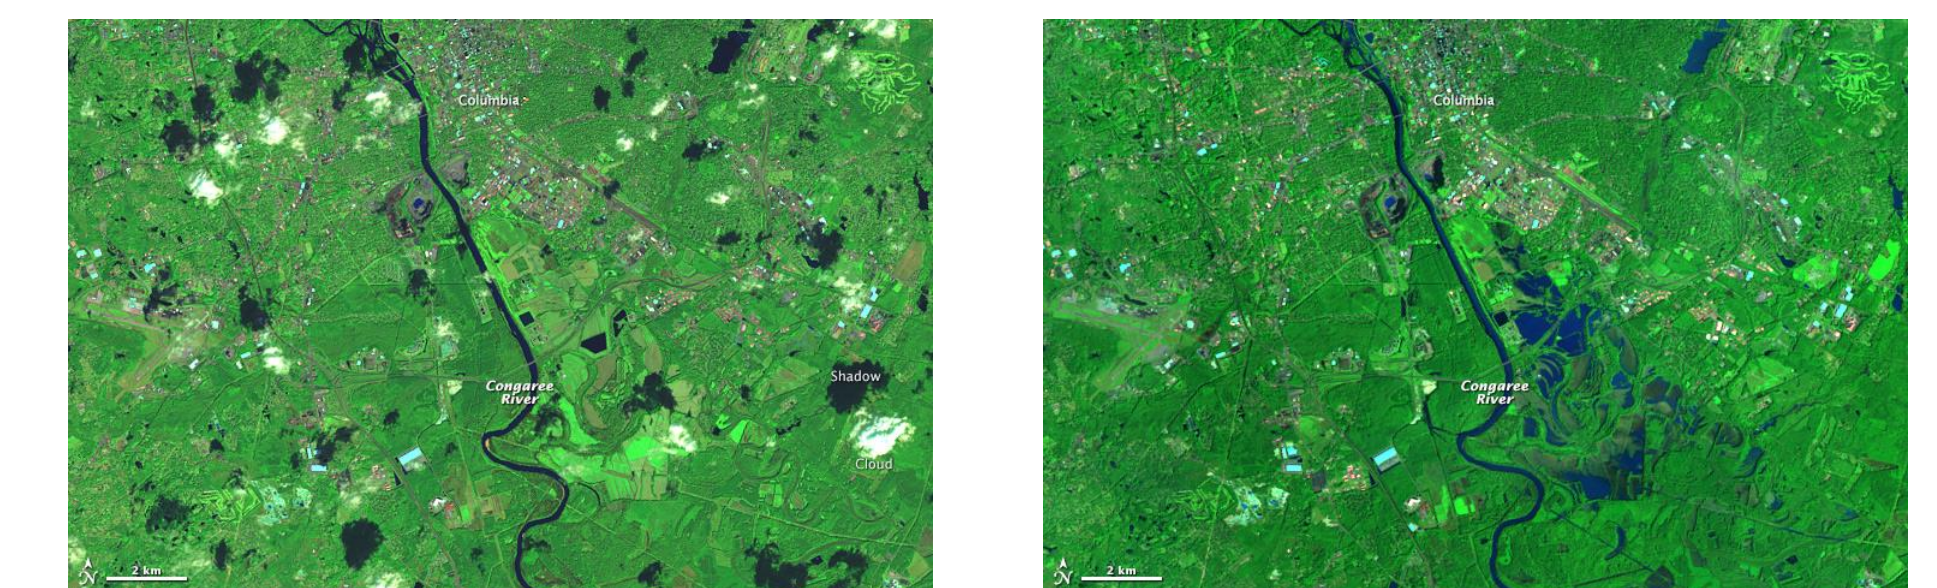 Columbia
Congaree
River
Shadow
Cloud
N
2 km
Columbia
Congaree
River
N
2 km